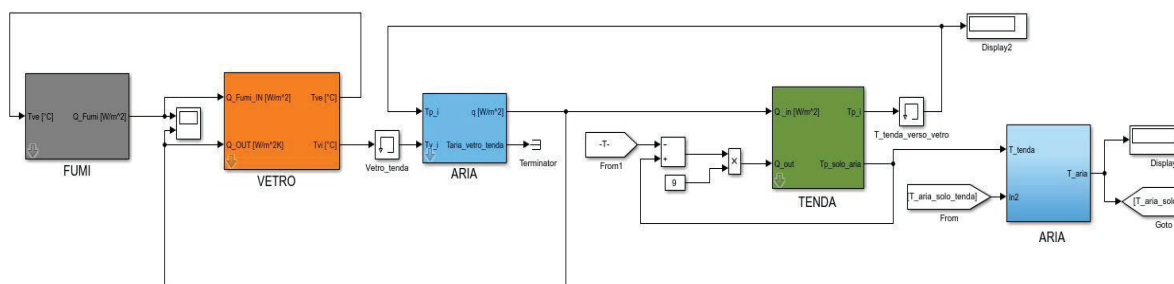 Tve [°C]
Q_Fumi [W/m^2]
FUMI
Q_Fumi_IN [W/m^2]
Tve [°C]
Q_OUT [W/m^2K]
Tvi [°C]
VETRO
Vetro_tenda
Tp_i
q [W/m^2]
Tv_i
Taria_vetro_tenda
ARIA
Terminator
-T-
From1
−
+
9
×
Q_in [W/m^2]
Tp_i
Q_out
Tp_solo_aria
TENDA
T_tenda_verso_vetro
Display2
[T_aria_solo_tenda]
From
T_tenda
T_aria
In2
ARIA
Display
[T_aria_solo
Goto